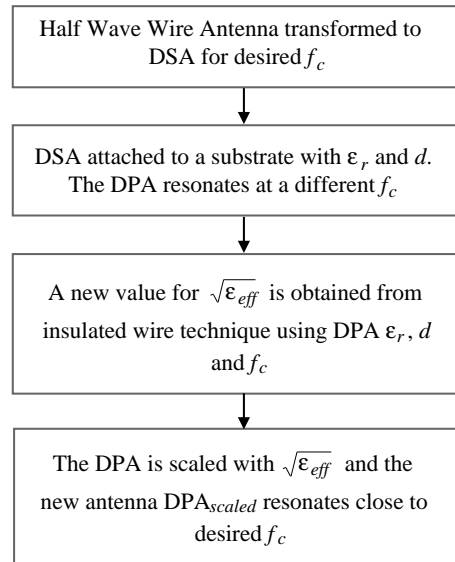 Half Wave Wire Antenna transformed to
DSA for desired f_c
DSA attached to a substrate with ε_r and d.
The DPA resonates at a different f_c
A new value for √ε_eff is obtained from
insulated wire technique using DPA ε_r, d
and f_c
The DPA is scaled with √ε_eff and the
new antenna DPA_scaled resonates close to
desired f_c